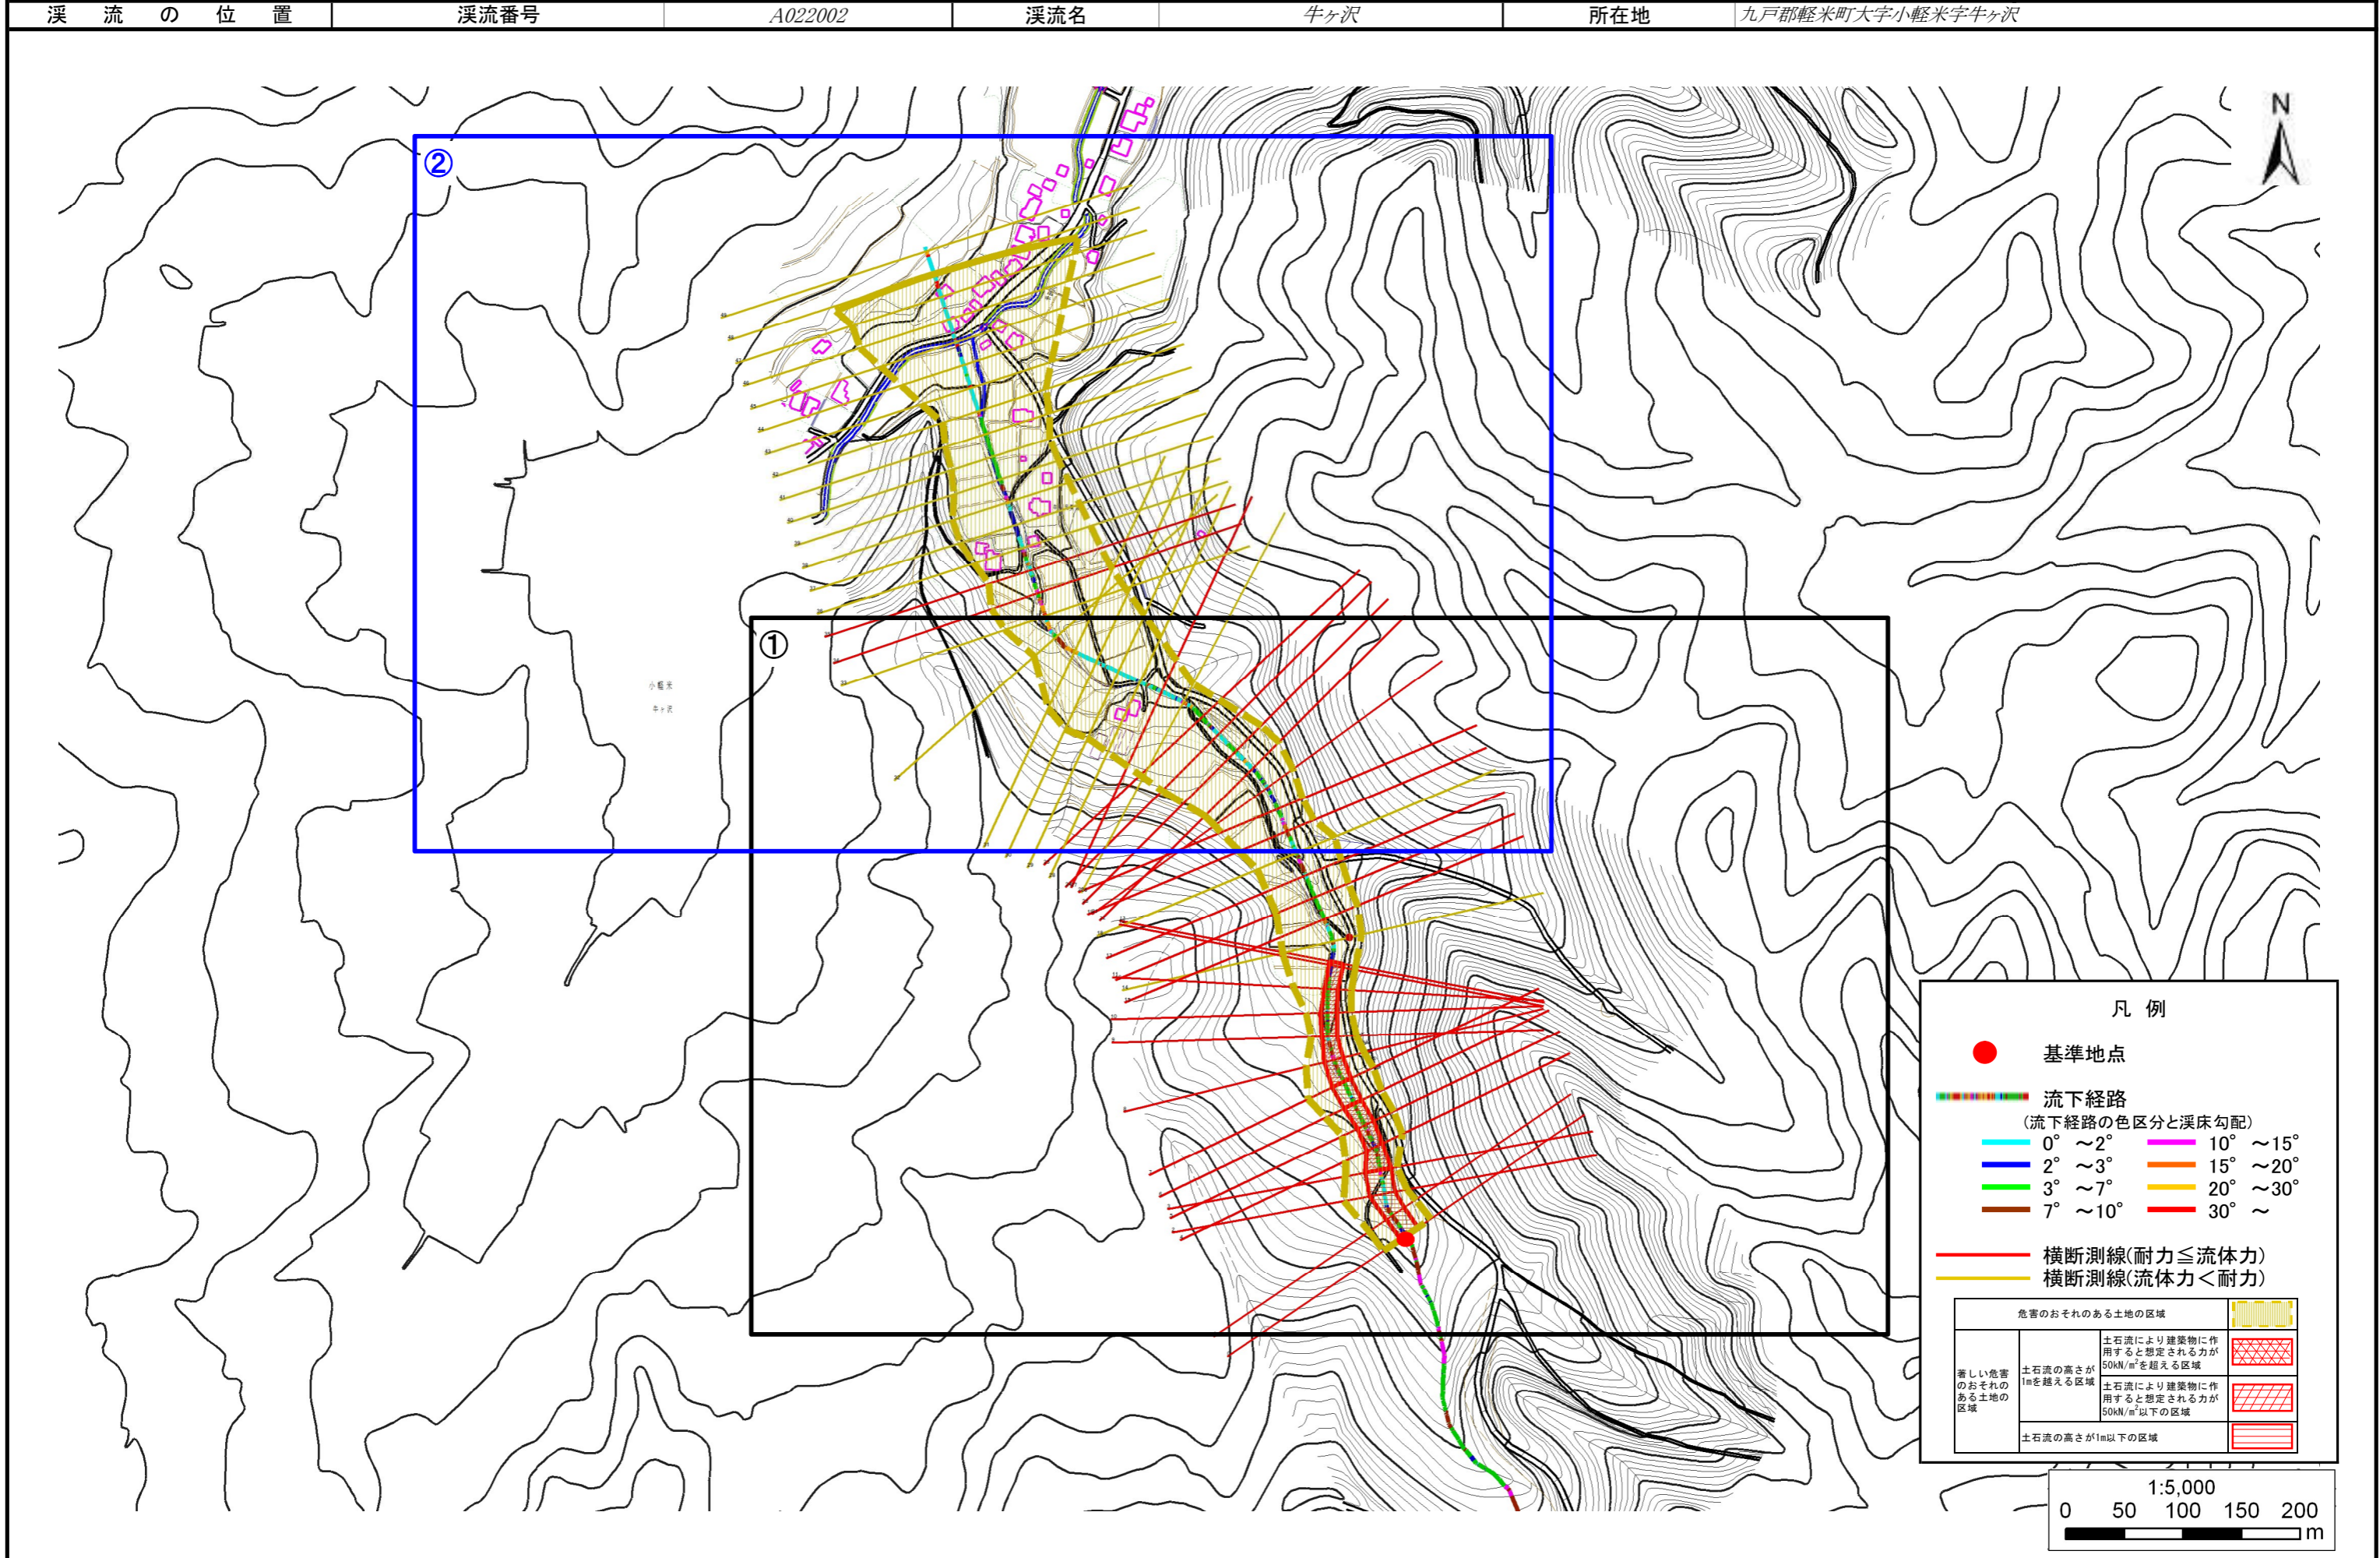 渓流の位置 渓流番号 A022002 渓流名 牛ヶ沢 所在地 九戸郡軽米町大字小軽米字牛ヶ沢
N
②
①
小軽米
牛ヶ沢
凡 例
基準地点
流下経路
(流下経路の色区分と渓床勾配)
0° ～2° 10° ～15°
2° ～3° 15° ～20°
3° ～7° 20° ～30°
7° ～10° 30° ～
横断測線(耐力≦流体力)
横断測線(流体力＜耐力)
危害のおそれのある土地の区域
著しい危害
のおそれの
ある土地の
区域
土石流の高さが
1mを越える区域
土石流により建築物に作
用すると想定される力が
50kN/m²を超える区域
土石流により建築物に作
用すると想定される力が
50kN/m²以下の区域
土石流の高さが1m以下の区域
1:5,000
0 50 100 150 200
m